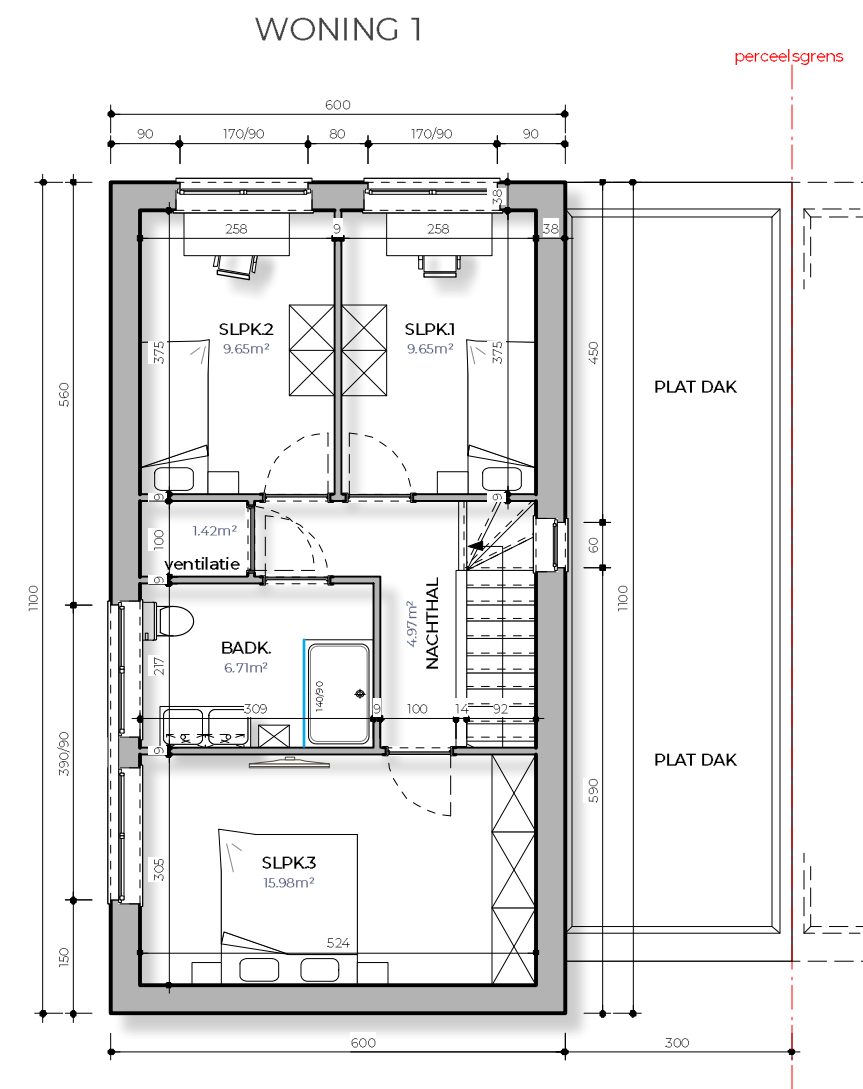 WONING 1
perceelsgrens
600
90
170/90
80
170/90
90
38
258
9
258
38
SLPK.2
9.65m²
SLPK.1
9.65m²
375
375
450
560
PLAT DAK
9
9
1.42m²
100
ventilatie
60
9
1100
1100
NACHTHAL
4.97m²
BADK.
6.71m²
217
140/90
309
9
100
14
92
9
390/90
PLAT DAK
590
SLPK.3
15.98m²
305
524
150
600
300